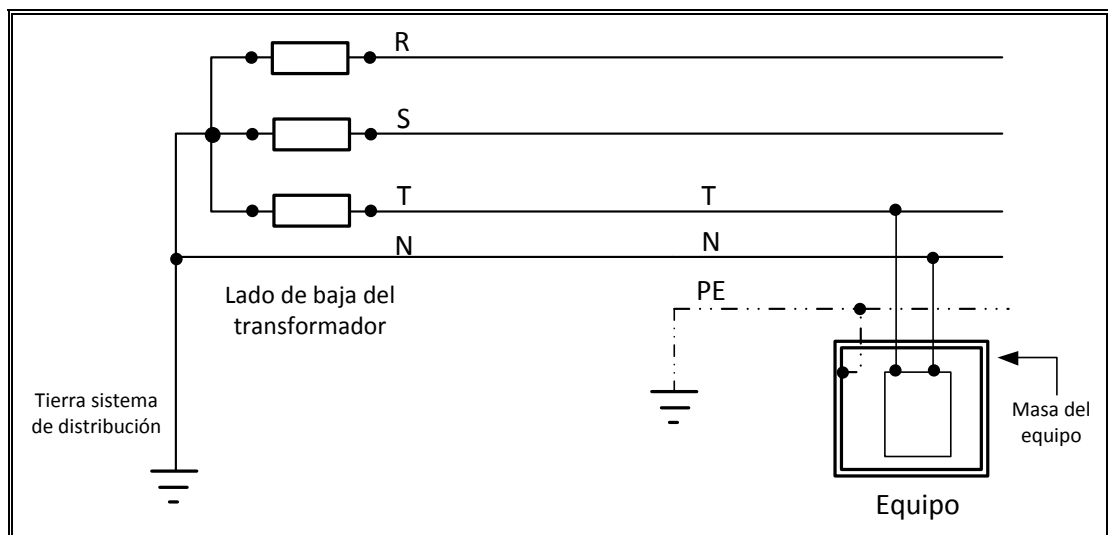 R
S
T
T
N
N
Lado de baja del
transformador
PE
Tierra sistema
de distribución
Masa del
equipo
Equipo